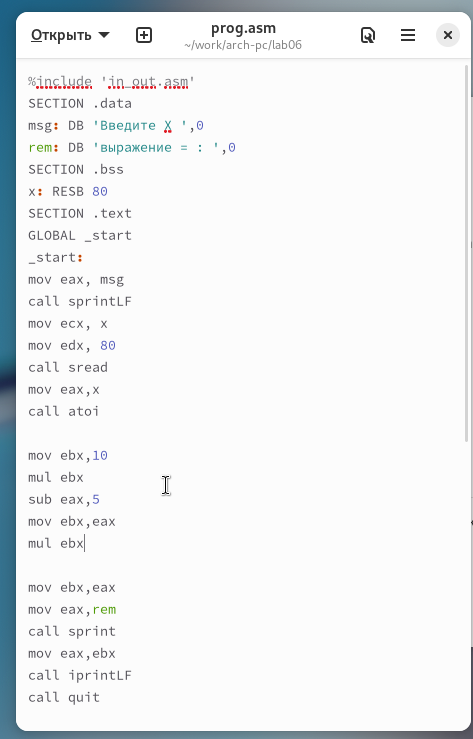 Открыть
prog.asm
~/work/arch-pc/lab06
%include 'in_out.asm'
SECTION .data
msg: DB 'Введите X ',0
rem: DB 'выражение = : ',0
SECTION .bss
x: RESB 80
SECTION .text
GLOBAL _start
_start:
mov eax, msg
call sprintLF
mov ecx, x
mov edx, 80
call sread
mov eax,x
call atoi
mov ebx,10
mul ebx
sub eax,5
mov ebx,eax
mul ebx
mov ebx,eax
mov eax,rem
call sprint
mov eax,ebx
call iprintLF
call quit